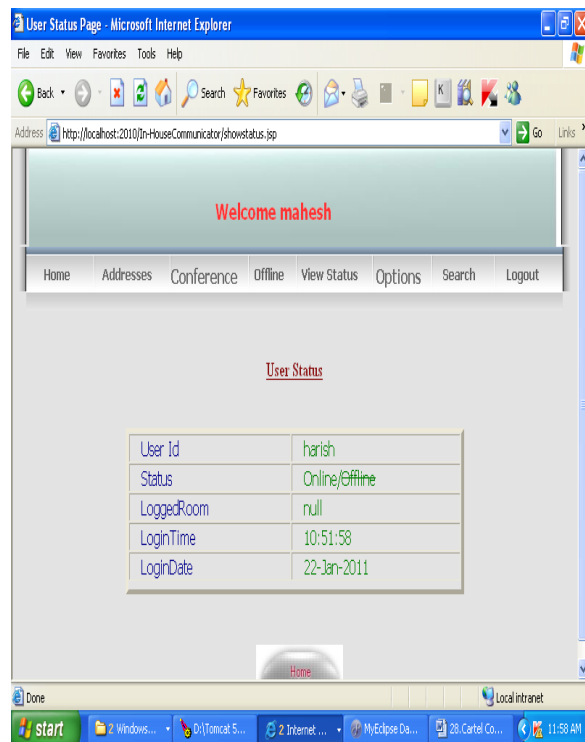 User Status Page - Microsoft Internet Explorer
File Edit View Favorites Tools Help
Back Search Favorites
Address http://localhost:2010/In-HouseCommunicator/showstatus.jsp Go Links
Welcome mahesh
Home Addresses Conference Offline View Status Options Search Logout
User Status
User Id harish
Status Online/Offline
LoggedRoom null
LoginTime 10:51:58
LoginDate 22-Jan-2011
Home
Done Local intranet
start 2 Windows... D:\Tomcat 5... 2 Internet ... MyEclipse Da... 28.Cartel Co... 11:58 AM